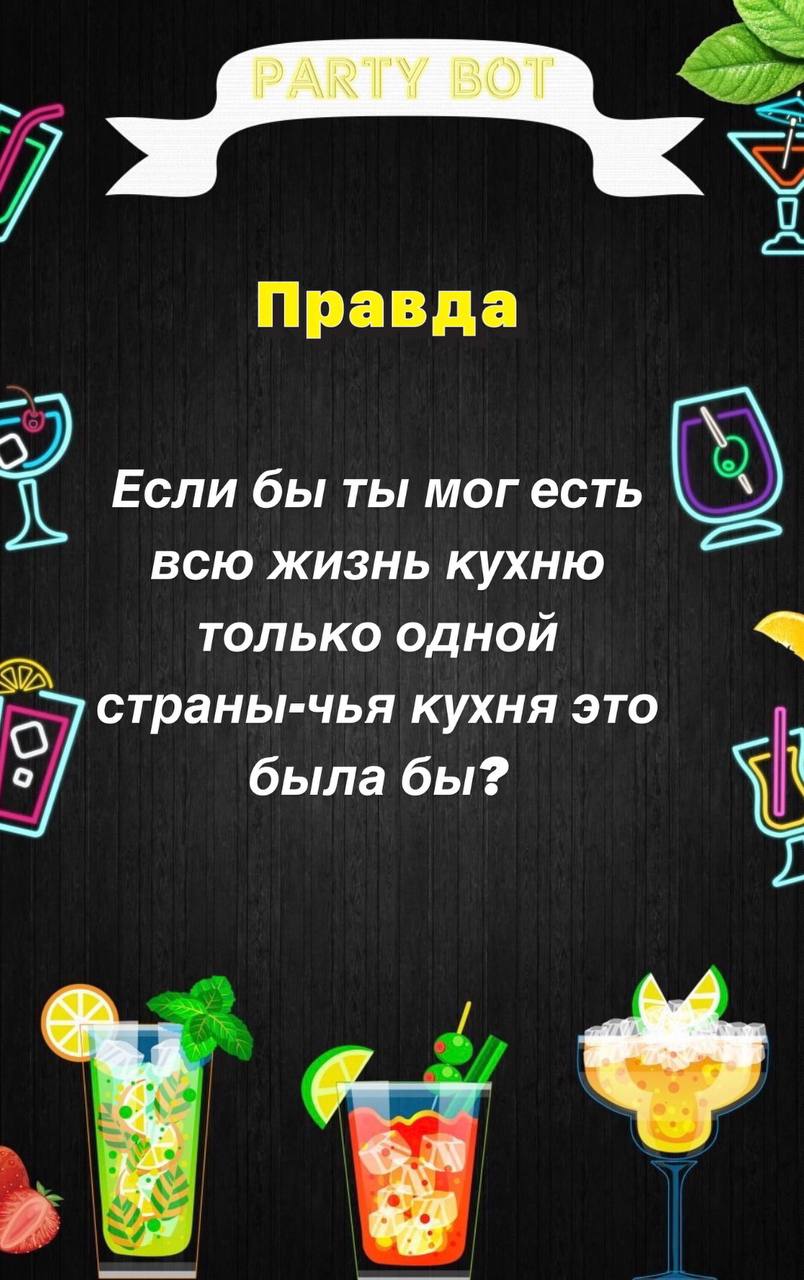 PARTY BOT
Правда
Если бы ты мог есть
всю жизнь кухню
только одной
страны-чья кухня это
была бы?